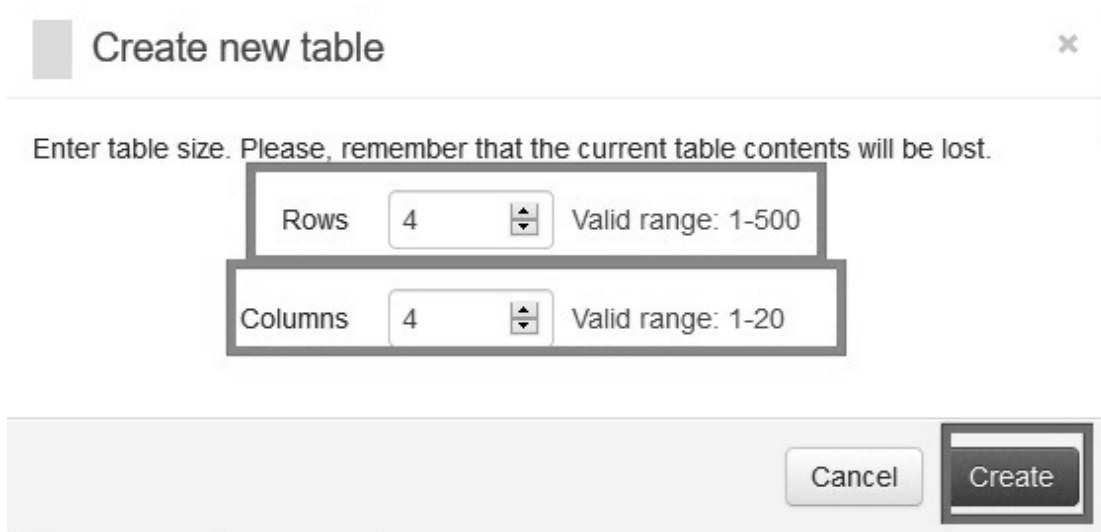 Create new table
×
Enter table size. Please, remember that the current table contents will be lost.
Rows 4 Valid range: 1-500
Columns 4 Valid range: 1-20
Cancel Create